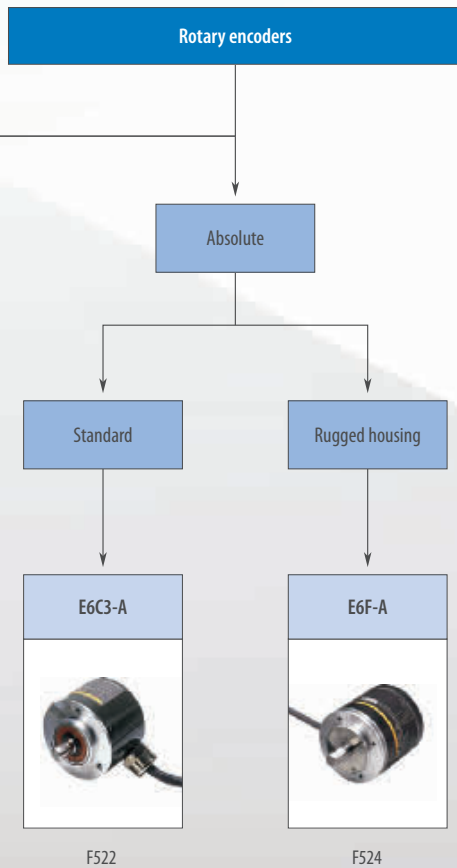 Rotary encoders
Absolute
Standard
Rugged housing
E6C3-A
E6F-A
F522
F524